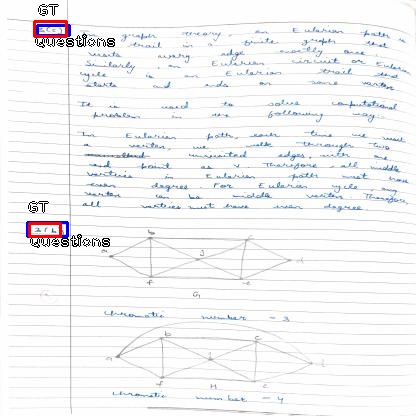 GT
Questions
In graph theory, an Eulerian path is
a trail in a finite graph that
visits every edge exactly once.
Similarly, an Eulerian circuit or Eulerian
cycle is an Eulerian trail that
starts and ends on same vertex
It is used to solve computational
problem in the following way:-
In Eulerian path, each time we visit
a vertex, we walk through two
unvisited edges, with one
end point as v Therefore, all middle
vertices in Eulerian path must have
even degree. For Eulerian cycle, any
vertex can be middle vertex. Therefore
all vertices must have even degree
GT
Questions
b
c
a
g
d
f
e
G
chromatic number - 3
b
c
a
f
H
chromatic number - 4